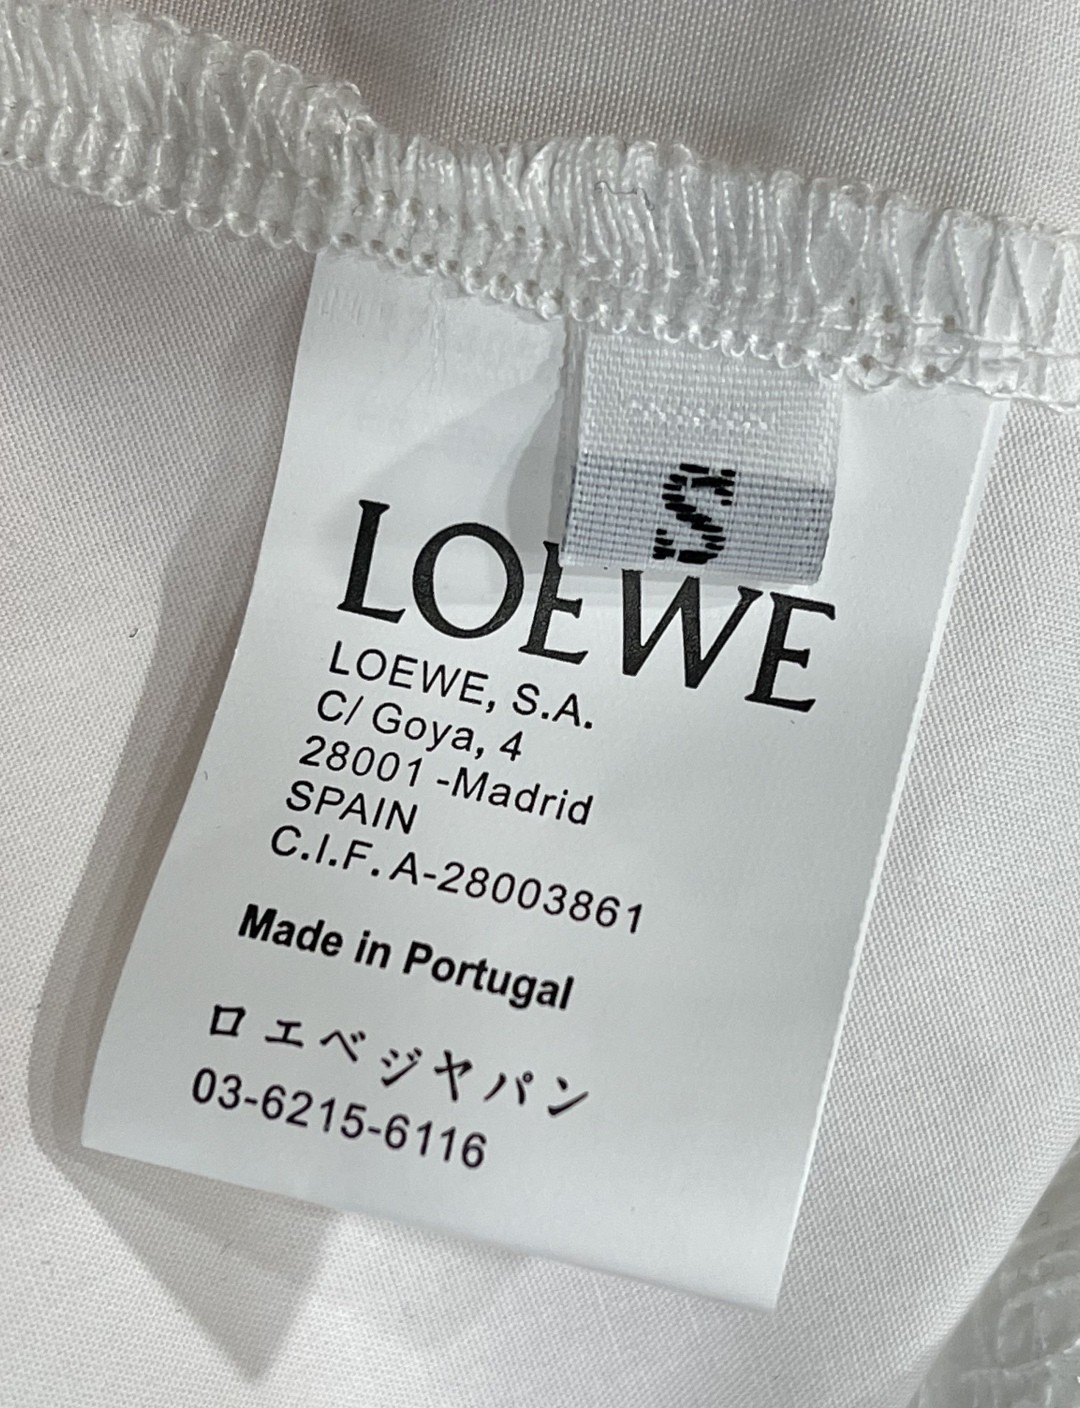 S
LOEWE
LOEWE, S.A.
C/ Goya, 4
28001 -Madrid
SPAIN
C.I.F. A-28003861
Made in Portugal
ロエベジャパン
03-6215-6116